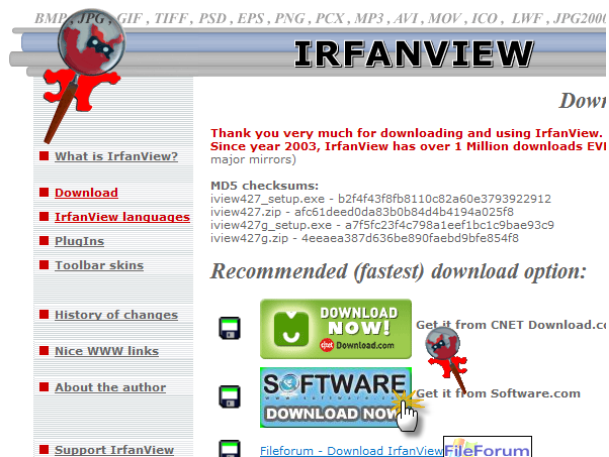 BMP, JPG, GIF, TIFF, PSD, EPS, PNG, PCX, MP3, AVI, MOV, ICO, LWF, JPG2000
IRFANVIEW
Thank you very much for downloading and using IrfanView.
Since year 2003, IrfanView has over 1 Million downloads
major mirrors)
What is IrfanView?
Download
IrfanView languages
PlugIns
Toolbar skins
History of changes
Nice WWW links
About the author
Support IrfanView
MD5 checksums:
iview427_setup.exe - b2f4f43f8fb8110c82a60e3793922912
iview427.zip - afc61deed0da83b0b84d4b4194a025f8
iview427g_setup.exe - a7f5fc23f4c798a1eef1bc1c9bae93c9
iview427g.zip - 4eeaea387d636be890faebd9bfe854f8
Recommended (fastest) download option:
DOWNLOAD
NOW!
cnet Download.com
Get it from CNET
SOFTWARE
DOWNLOAD NOW
Get it from Software.com
Fileforum - Download IrfanView FileForum